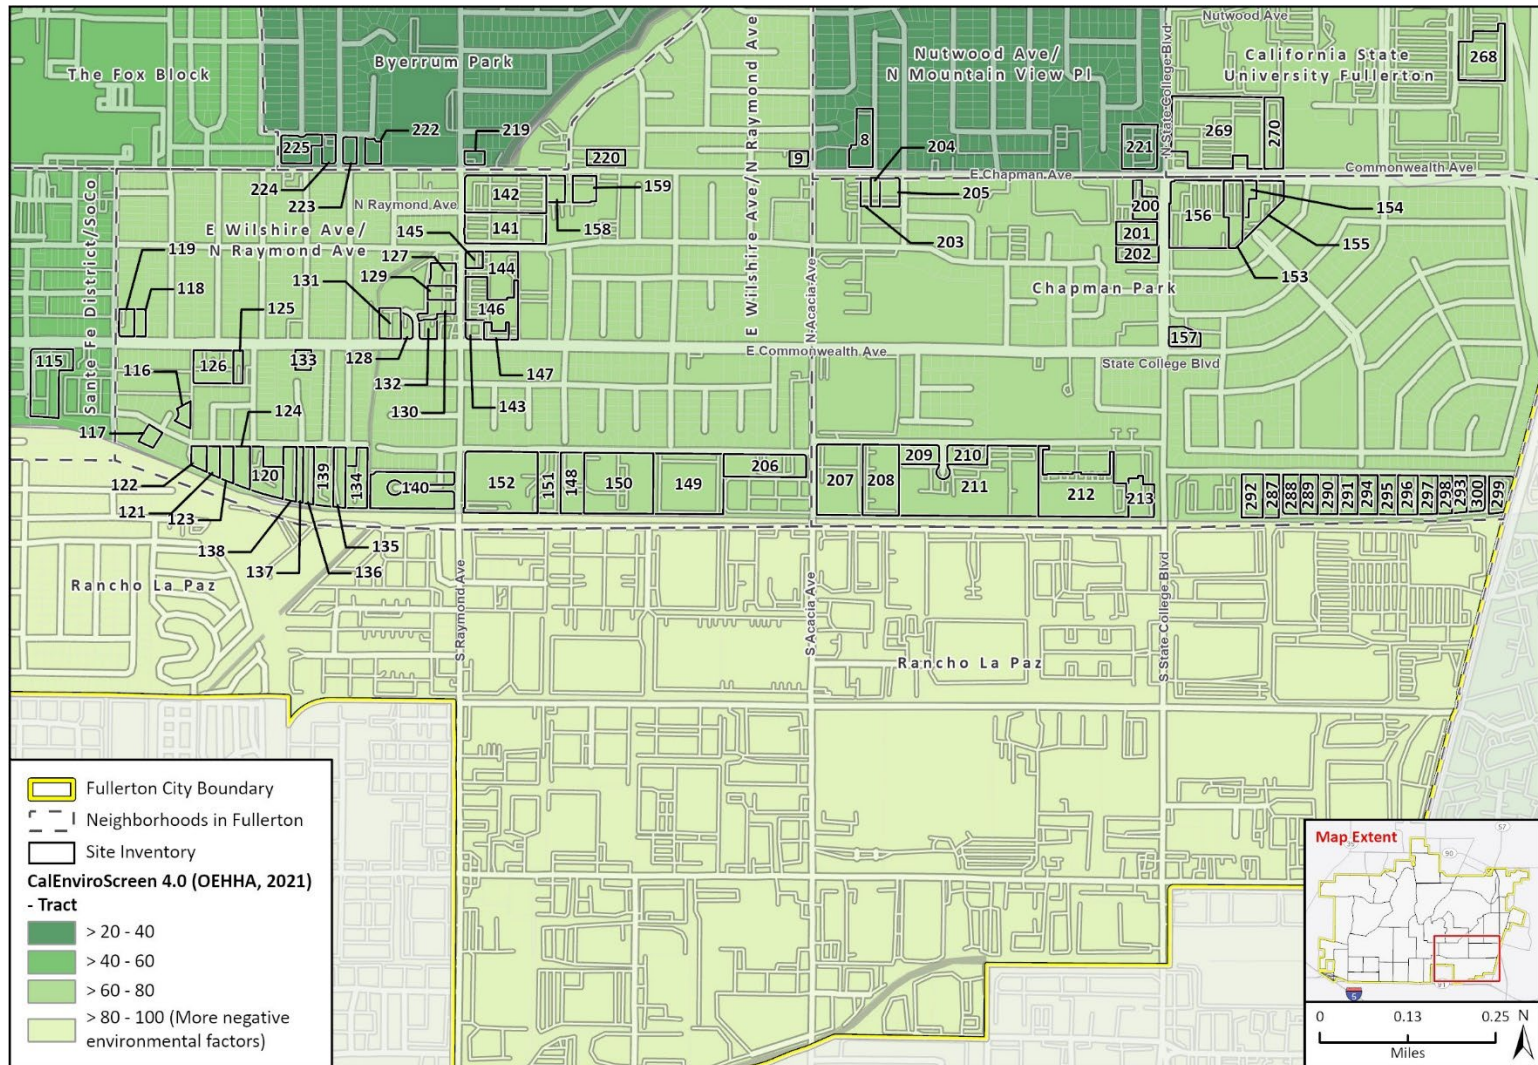 Nutwood Ave
The Fox Block
Byerrum Park
E Wilshire Ave/N Raymond Ave
Nutwood Ave/
N Mountain View Pl
N State College Blvd
California State
University Fullerton
268
225
222
219
220
9
8
221
269
270
224
223
204
E Chapman Ave
Commonwealth Ave
142
159
205
200
156
154
N Raymond Ave
158
203
201
155
141
E Wilshire Ave/
N Raymond Ave
145
202
153
119
127
144
129
N Acacia Ave
Chapman Park
118
131
125
146
128
132
130
143
147
133
126
115
116
Sante Fe District/SoCo
E Commonwealth Ave
157
State College Blvd
117
124
122
121
123
120
139
134
140
152
151
148
150
149
206
207
208
209
210
211
212
213
292
287
288
289
290
291
294
295
296
297
298
293
300
299
138
137
136
135
Rancho La Paz
S Raymond Ave
S Acacia Ave
S State College Blvd
Rancho La Paz
Fullerton City Boundary
Neighborhoods in Fullerton
Site Inventory
CalEnviroScreen 4.0 (OEHHA, 2021)
- Tract
> 20 - 40
> 40 - 60
> 60 - 80
> 80 - 100 (More negative
environmental factors)
Map Extent
57
90
39
91
5
0
0.13
0.25
N
Miles